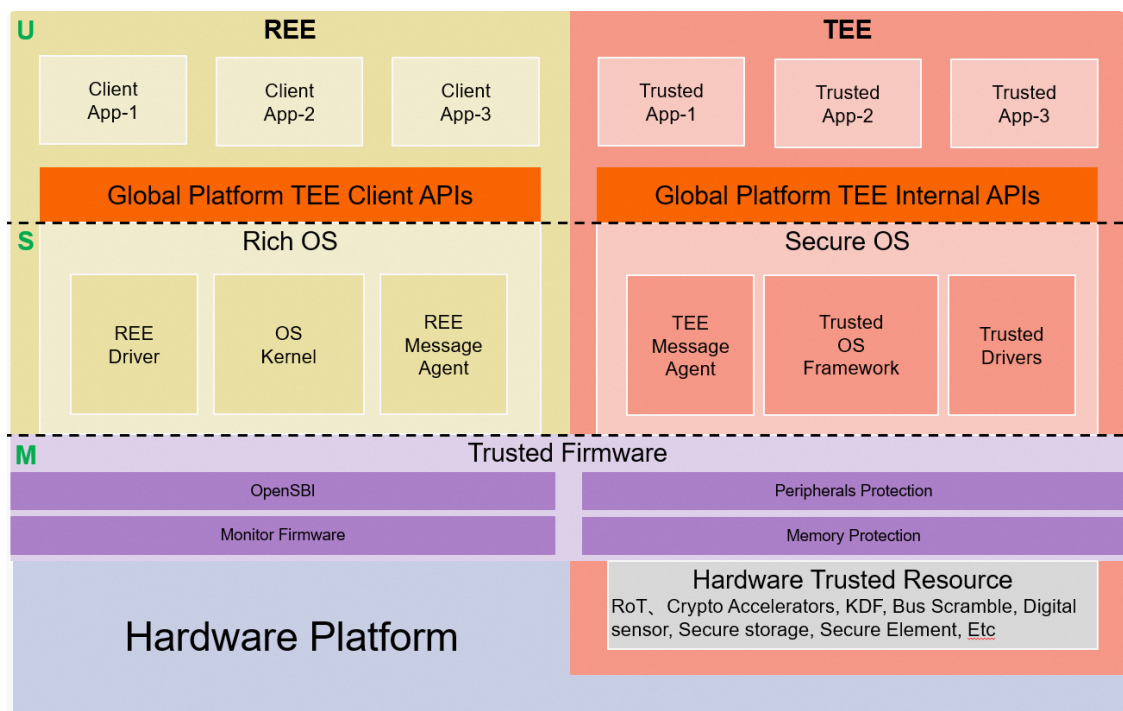 U
REE
TEE
Client
App-1
Client
App-2
Client
App-3
Trusted
App-1
Trusted
App-2
Trusted
App-3
Global Platform TEE Client APIs
Global Platform TEE Internal APIs
S
Rich OS
Secure OS
REE
Driver
OS
Kernel
REE
Message
Agent
TEE
Message
Agent
Trusted
OS
Framework
Trusted
Drivers
M
Trusted Firmware
OpenSBI
Peripherals Protection
Monitor Firmware
Memory Protection
Hardware Platform
Hardware Trusted Resource
RoT、Crypto Accelerators, KDF, Bus Scramble, Digital
sensor, Secure storage, Secure Element, Etc